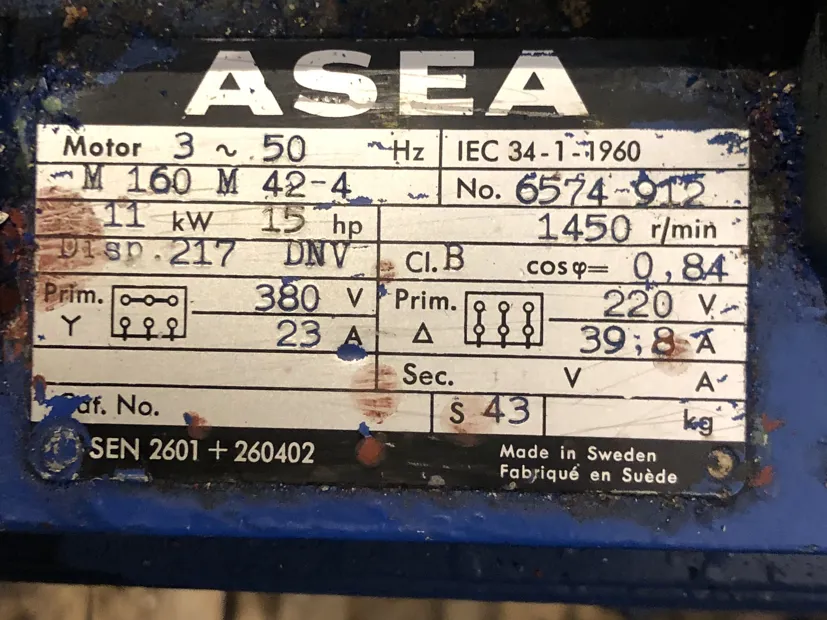 ASEA
Motor 3 ~ 50 ~Hz IEC 34-1-1960
M 160 M 42-4 No. 6574-912
11 kW 15 hp 1450 r/min
Disp.217 DNV Cl. B cosφ= 0,84
Prim. Y 380 V Prim. Δ 220 V
23 A 39,8 A
Sec. V A
Cat. No. S 43 kg
SEN 2601 + 260402 Made in Sweden
Fabriqué en Suède